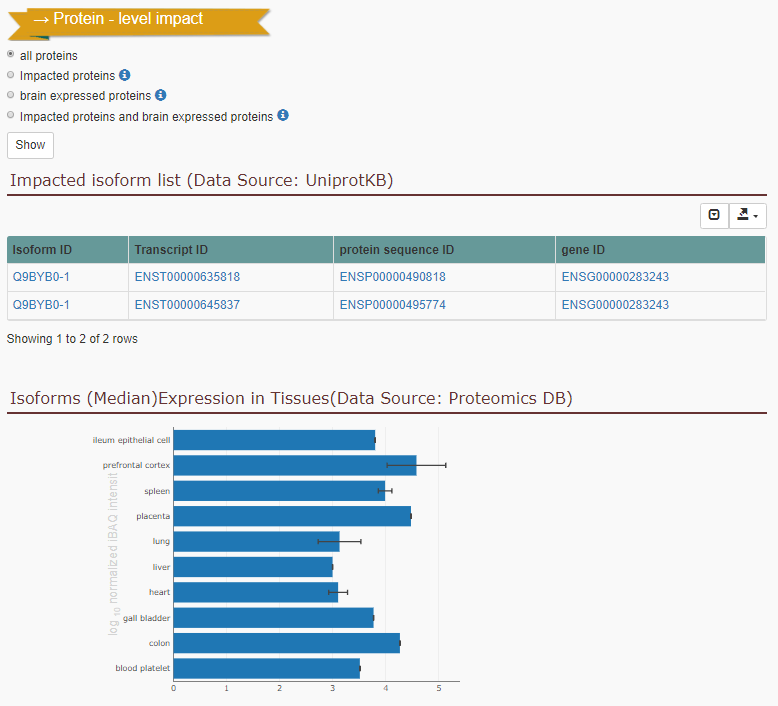 → Protein - level impact
all proteins
Impacted proteins
brain expressed proteins
Impacted proteins and brain expressed proteins
Show
Impacted isoform list (Data Source: UniprotKB)
Isoform ID Transcript ID protein sequence ID gene ID
Q9BYB0-1 ENST00000635818 ENSP00000490818 ENSG00000283243
Q9BYB0-1 ENST00000645837 ENSP00000495774 ENSG00000283243
Showing 1 to 2 of 2 rows
Isoforms (Median)Expression in Tissues(Data Source: Proteomics DB)
log 10 normalized iBAQ intensit
ileum epithelial cell
prefrontal cortex
spleen
placenta
lung
liver
heart
gall bladder
colon
blood platelet
0 1 2 3 4 5